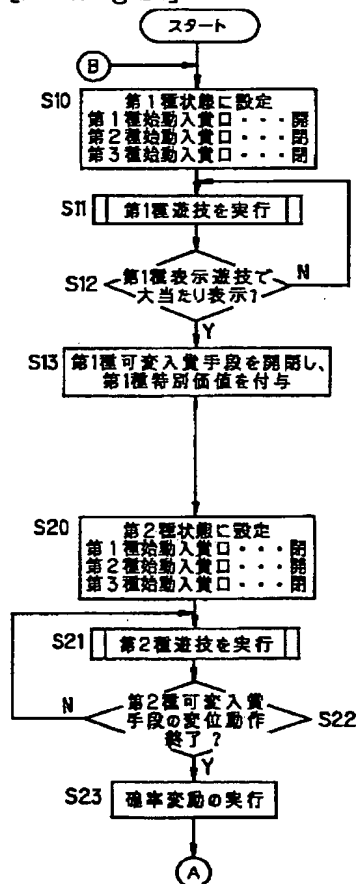 スタート
B
S10
第1種状態に設定
第1種始動入賞口・・・開
第2種始動入賞口・・・閉
第3種始動入賞口・・・閉
S11
第1種遊技を実行
S12
第1種表示遊技で
大当たり表示?
N
Y
S13
第1種可変入賞手段を開閉し、
第1種特別価値を付与
S20
第2種状態に設定
第1種始動入賞口・・・閉
第2種始動入賞口・・・開
第3種始動入賞口・・・閉
S21
第2種遊技を実行
N
第2種可変入賞
手段の変位動作
終了?
S22
Y
S23
確率変動の実行
A